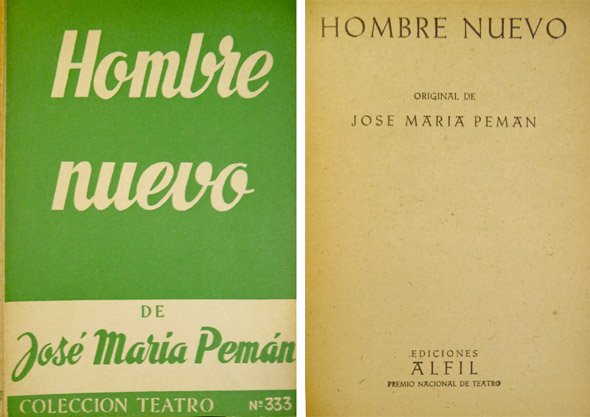 Hombre
nuevo
DE
José María Pemán
COLECCION TEATRO Nº 333
HOMBRE NUEVO
ORIGINAL DE
JOSE MARIA PEMAN
EDICIONES
ALFIL
PREMIO NACIONAL DE TEATRO